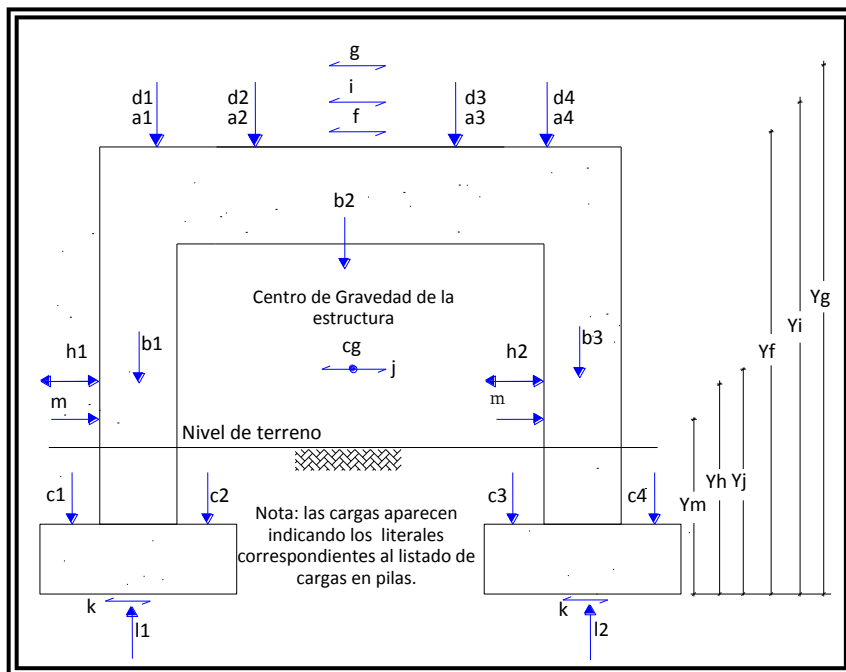 g
i
f
d1 d2 d3 d4
a1 a2 a3 a4
b2
Centro de Gravedad de la
estructura
cg
j
h1 b1 h2 b3
m m
Nivel de terreno
c1 c2 c3 c4
Nota: las cargas aparecen
indicando los literales
correspondientes al listado de
cargas en pilas.
k k
l1 l2
Ym Yh Yj Yf Yi Yg